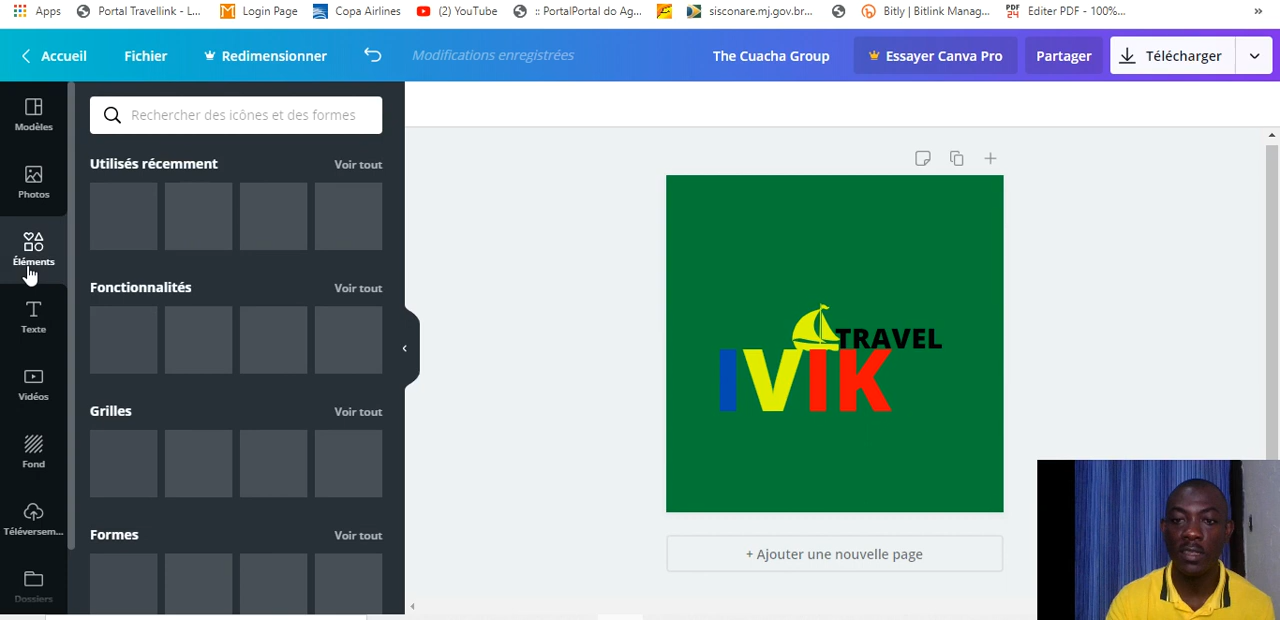 Apps
Portal Travellink - L...
Login Page
Copa Airlines
(2) YouTube
:: PortalPortal do Ag...
sisconare.mj.gov.br...
Bitly | Bitlink Manag...
PDF 24
Editer PDF - 100%...
»
Accueil
Fichier
Redimensionner
Modifications enregistrées
The Cuacha Group
Essayer Canva Pro
Partager
Télécharger
Modèles
Photos
Éléments
Texte
Vidéos
Fond
Téléversem...
Dossiers
Rechercher des icônes et des formes
Utilisés récemment
Voir tout
Fonctionnalités
Voir tout
Grilles
Voir tout
Formes
Voir tout
TRAVEL
IVIK
+ Ajouter une nouvelle page